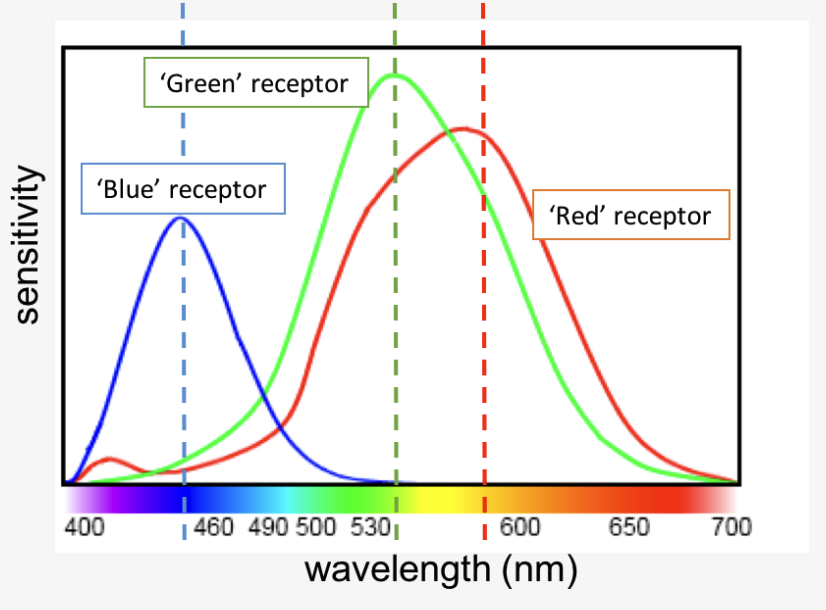 ‘Green’ receptor
‘Blue’ receptor
‘Red’ receptor
sensitivity
400 460 490 500 530 600 650 700
wavelength (nm)